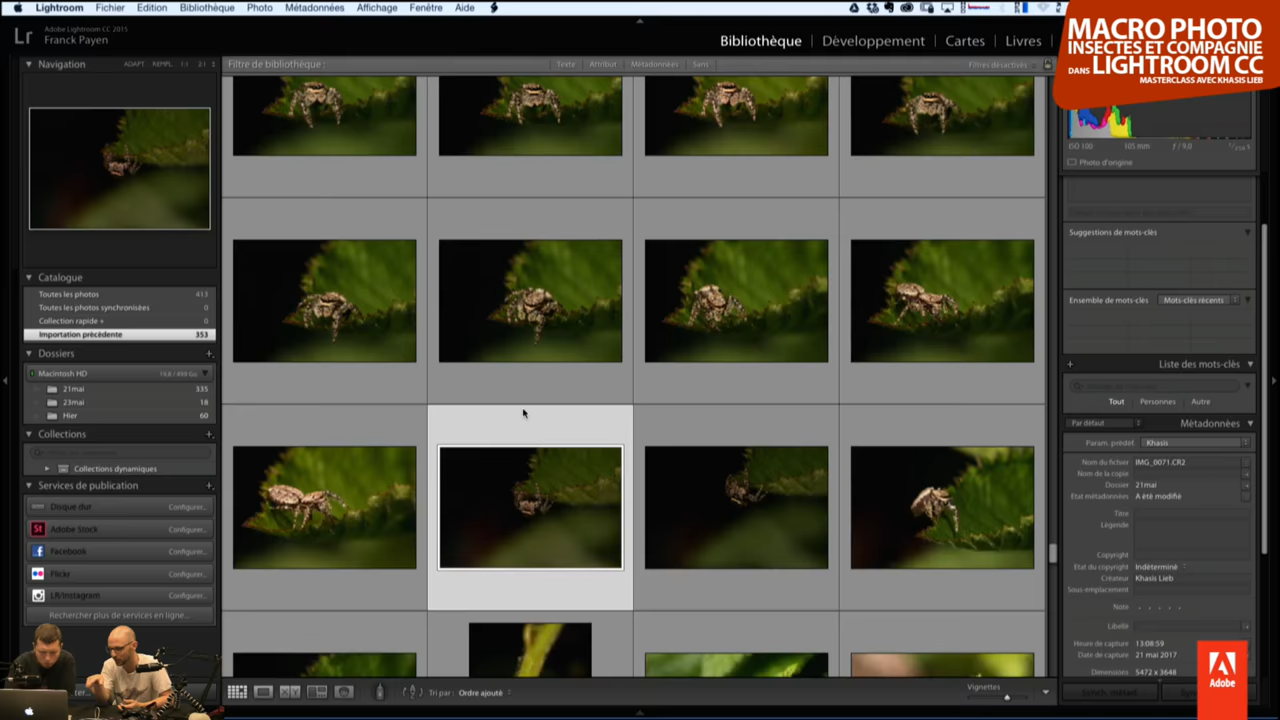 Lightroom Fichier Edition Bibliothèque Photo Métadonnées Affichage Fenêtre Aide
MACRO PHOTO
INSECTES ET COMPAGNIE
DANS LIGHTROOM CC
MASTERCLASS AVEC KHASIS LIEB
Lr
Adobe Lightroom CC 2015
Franck Payen
Bibliothèque Développement Cartes Livres
Navigation ADAPT. REMPL. 1:1 2:1
Filtre de bibliothèque : Texte Attribut Métadonnées Sans Filtres désactivés
ISO 100 105 mm ƒ / 9,0
Photo d'origine
Suggestions de mots-clés
Catalogue
Toutes les photos 413
Toutes les photos synchronisées 0
Collection rapide + 0
Importation précédente 353
Ensemble de mots-clés Mots-clés récents
Dossiers
Macintosh HD
21mai 335
23mai 18
Hier 60
Liste des mots-clés
Tout Personnes Autre
Collections
Collections dynamiques
Par défaut Métadonnées
Param. prédéf. Khasis
Nom du fichier IMG_0071.CR2
Nom de la copie
Dossier 21mai
Etat métadonnées A été modifié
Titre
Légende
Copyright
Etat du copyright Indéterminé
Créateur Khasis Lieb
Sous-emplacement
Note
Libellé
Heure de capture 13:08:59
Date de capture 21 mai 2017
Dimensions 5472 x 3648
Services de publication
Disque dur Configurer...
St Adobe Stock Configurer...
Facebook Configurer...
Flickr Configurer...
LR/Instagram Configurer...
Rechercher plus de services en ligne...
Tri par : Ordre ajouté
Vignettes
Synch. métad.
Adobe